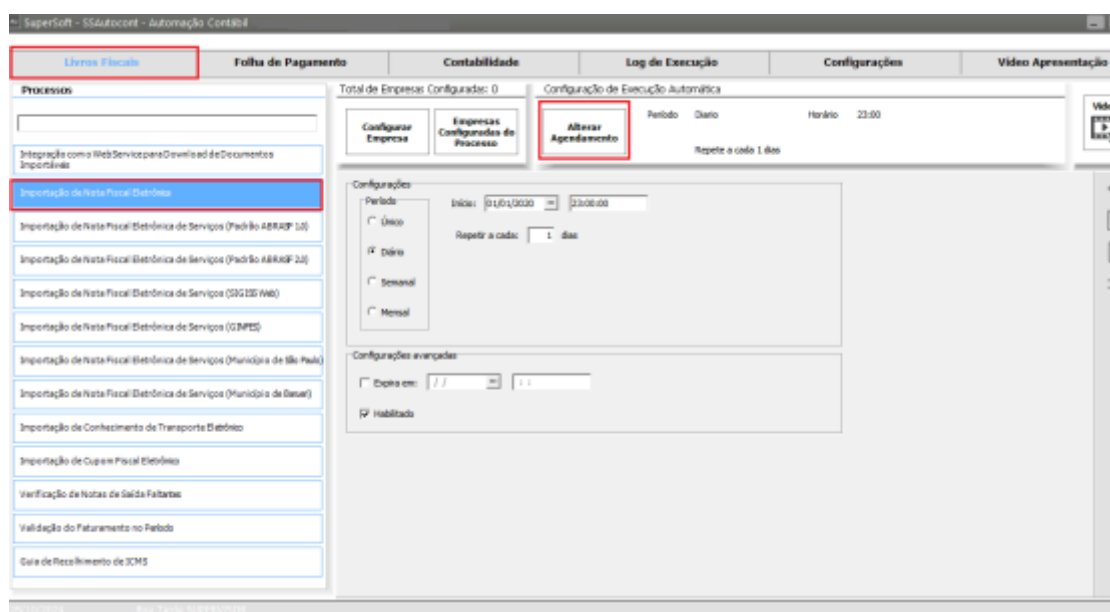 SuperSoft - SSAutocont - Automação Contábil
Livros Fiscais
Folha de Pagamento
Contabilidade
Log de Execução
Configurações
Vídeo Apresentação
Processos
Total de Empresas Configuradas: 0
Configuração de Execução Automática
Configurar
Empresa
Empresas
Configuradas do
Processo
Alterar
Agendamento
Período Diario
Horário 23:00
Repete a cada 1 dias
Integração com o WebService para Download de Documentos
Importáveis
Importação de Nota Fiscal Eletrônica
Importação de Nota Fiscal Eletrônica de Serviços (Padrão ABRASF 1.0)
Importação de Nota Fiscal Eletrônica de Serviços (Padrão ABRASF 2.0)
Importação de Nota Fiscal Eletrônica de Serviços (SIGISS Web)
Importação de Nota Fiscal Eletrônica de Serviços (GINFES)
Importação de Nota Fiscal Eletrônica de Serviços (Município de São Paulo)
Importação de Nota Fiscal Eletrônica de Serviços (Município de Barueri)
Importação de Conhecimento de Transporte Eletrônico
Importação de Cupom Fiscal Eletrônico
Verificação de Notas de Saída Faltantes
Validação do Faturamento no Período
Guia de Recolhimento de ICMS
Configurações
Período
Único
Diário
Semanal
Mensal
Início: 01/01/2020 23:00:00
Repetir a cada: 1 dias
Configurações avançadas
Expira em: / / : :
Habilitado